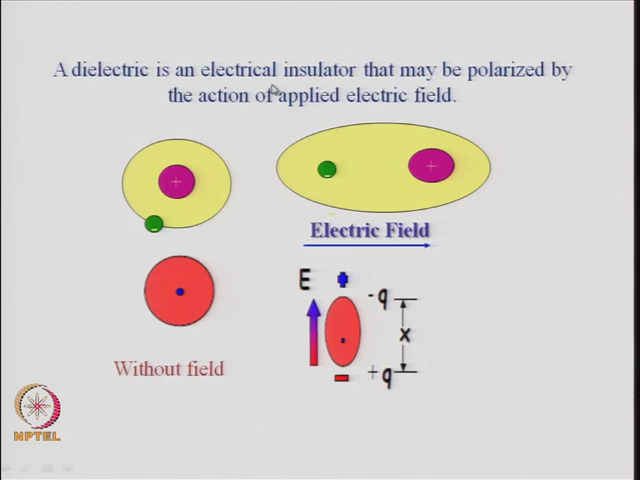 A dielectric is an electrical insulator that may be polarized by
the action of applied electric field.
+
-
+
Electric Field
E
-q
x
+q
Without field
NPTEL